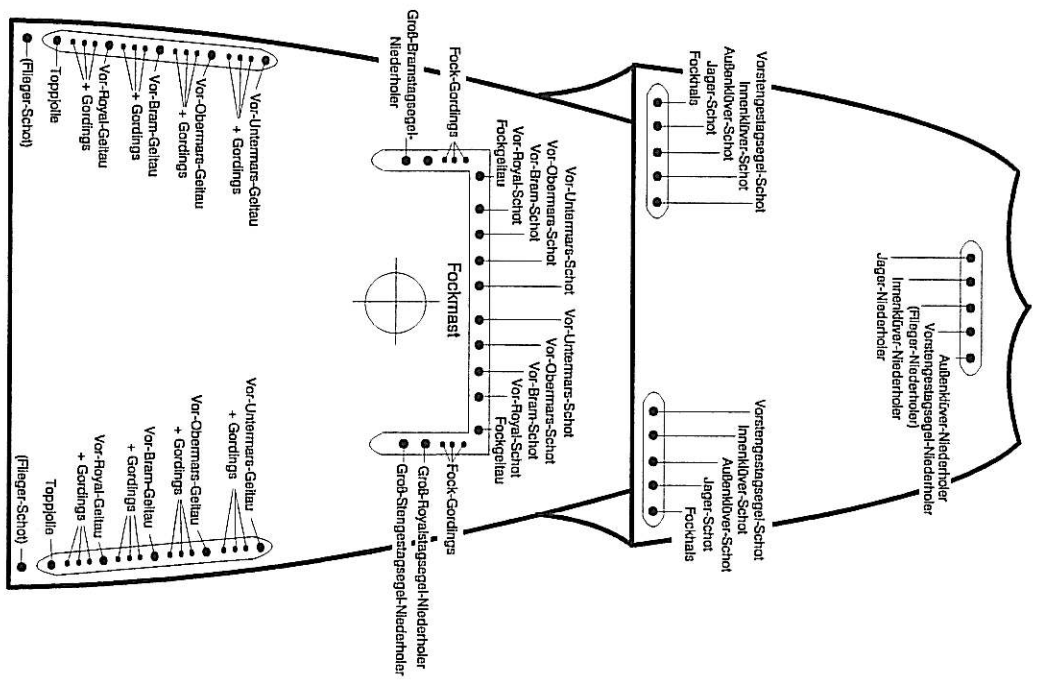 Außenklüver-Niederholer
Vorstengestagsegel-Niederholer
(Flieger-Niederholer)
Innenklüver-Niederholer
Jager-Niederholer
Vorstengestagsegel-Schot
Innenklüver-Schot
Außenklüver-Schot
Jager-Schot
Fockhals
Vorstengestagsegel-Schot
Innenklüver-Schot
Außenklüver-Schot
Jager-Schot
Fockhals
Vor-Untermars-Schot
Vor-Obermars-Schot
Vor-Bram-Schot
Vor-Royal-Schot
Fockgeitau
Vor-Untermars-Schot
Vor-Obermars-Schot
Vor-Bram-Schot
Vor-Royal-Schot
Fockgeitau
Fock-Gordings
Groß-Bramstagsegel-
Niederholer
Fockmast
Fock-Gordings
Groß-Royalstagsegel-Niederholer
Groß-Stengestagsegel-Niederholer
Vor-Untermars-Geitau
+ Gordings
Vor-Obermars-Geitau
+ Gordings
Vor-Bram-Geitau
+ Gordings
Vor-Royal-Geitau
+ Gordings
Toppjolle
(Flieger-Schot)
Vor-Untermars-Geitau
+ Gordings
Vor-Obermars-Geitau
+ Gordings
Vor-Bram-Geitau
+ Gordings
Vor-Royal-Geitau
+ Gordings
Toppjolle
(Flieger-Schot)